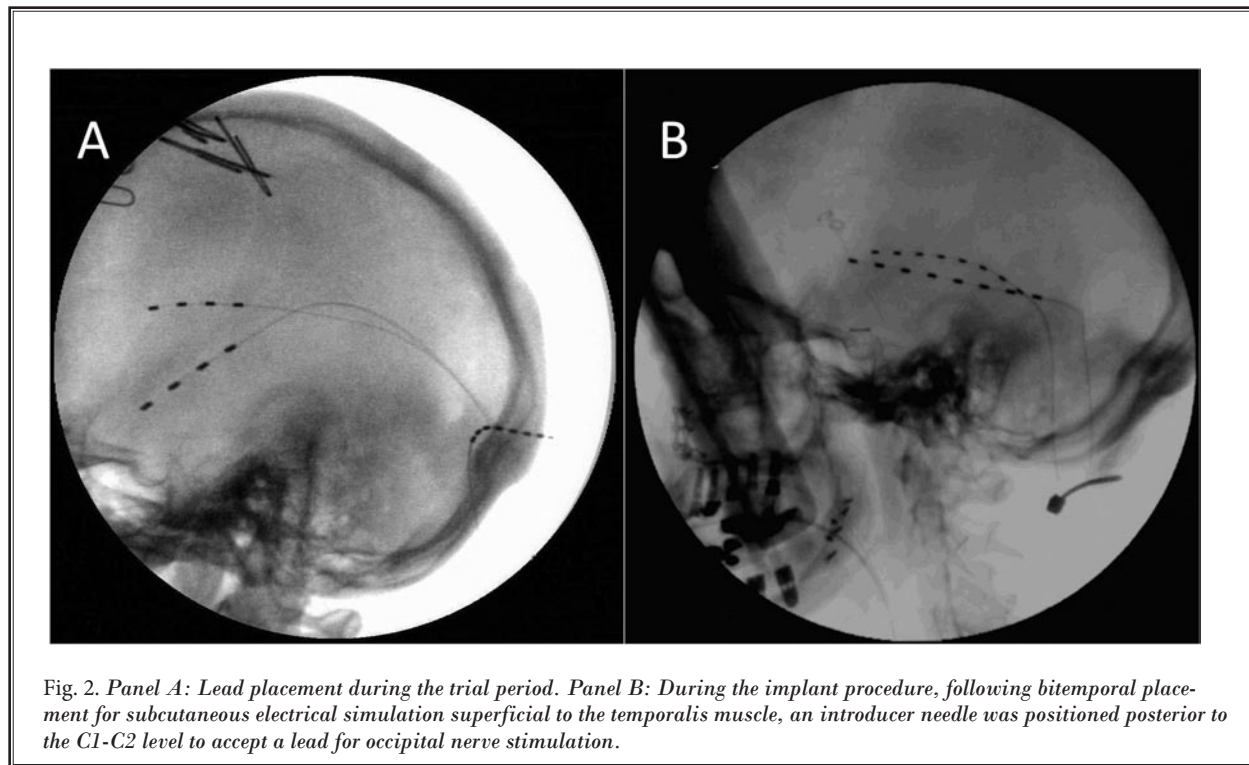 A
B
Fig. 2. Panel A: Lead placement during the trial period. Panel B: During the implant procedure, following bitemporal place-
ment for subcutaneous electrical simulation superficial to the temporalis muscle, an introducer needle was positioned posterior to
the C1-C2 level to accept a lead for occipital nerve stimulation.